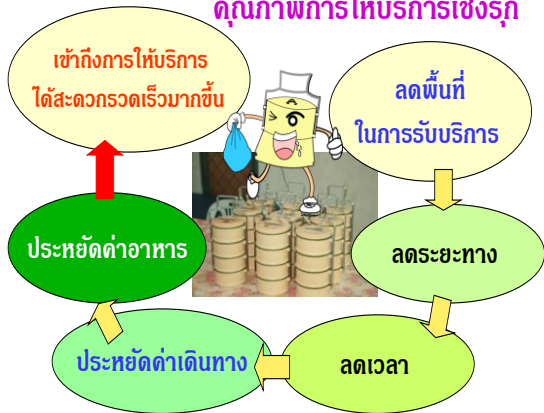 คุณภาพการให้บริการเชิงรุก
เข้าถึงการให้บริการ
ได้สะดวกรวดเร็วมากขึ้น
ลดพื้นที่
ในการรับบริการ
ประหยัดค่าอาหาร
ลดระยะทาง
ประหยัดค่าเดินทาง
ลดเวลา